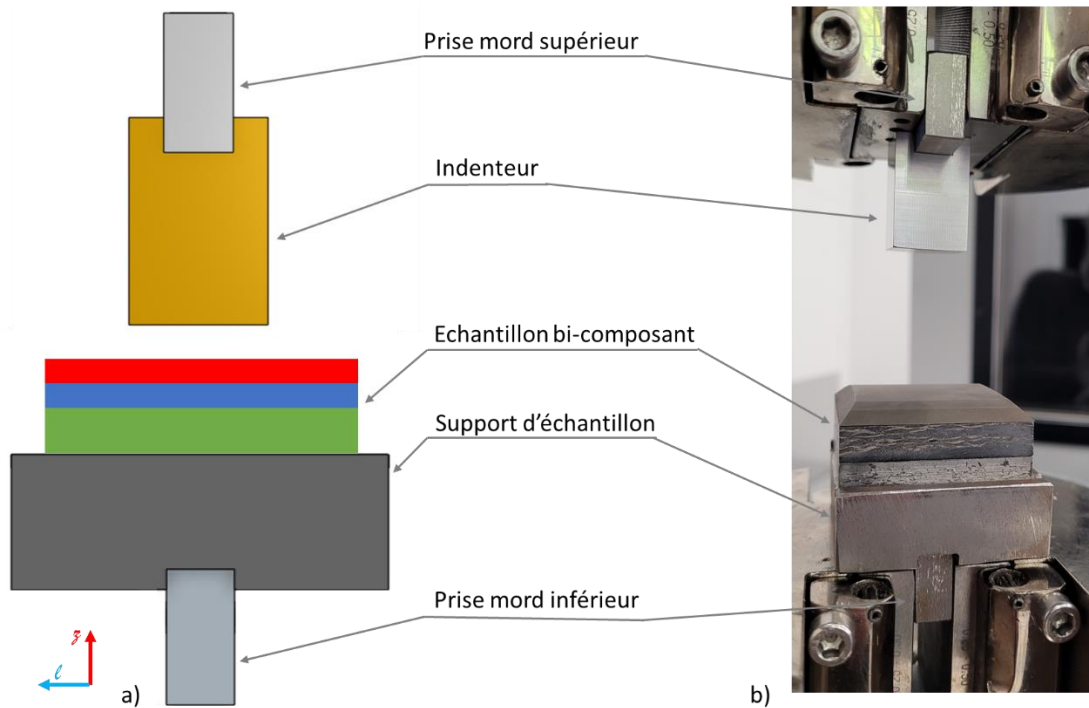 Prise mord supérieur
Indenteur
Echantillon bi-composant
Support d’échantillon
Prise mord inférieur
z
ℓ
a)
b)